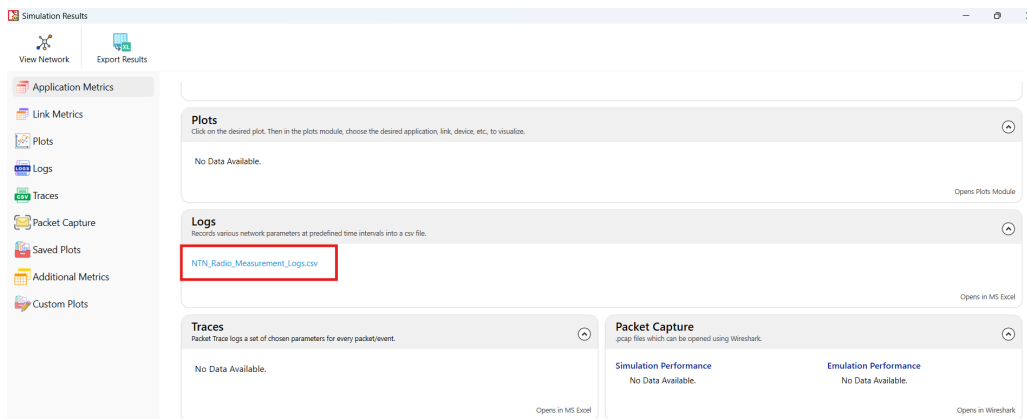 Simulation Results
View Network
Export Results
Application Metrics
Link Metrics
Plots
Logs
Traces
Packet Capture
Saved Plots
Additional Metrics
Custom Plots
Plots
Click on the desired plot. Then in the plots module, choose the desired application, link, device, etc., to visualize.
No Data Available.
Opens Plots Module
Logs
Records various network parameters at predefined time intervals into a csv file.
NTN_Radio_Measurement_Logs.csv
Opens in MS Excel
Traces
Packet Trace logs a set of chosen parameters for every packet/event.
No Data Available.
Opens in MS Excel
Packet Capture
.pcap files which can be opened using Wireshark.
Simulation Performance
No Data Available.
Emulation Performance
No Data Available.
Opens in Wireshark